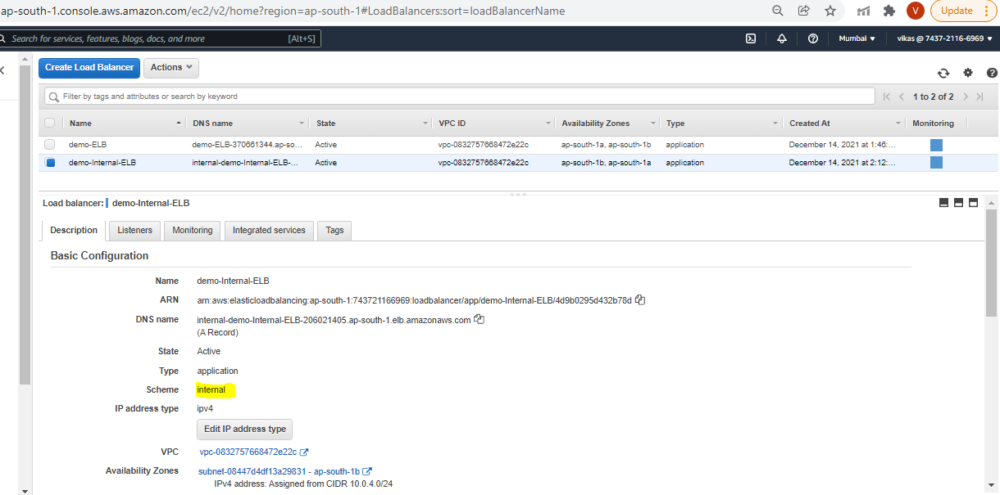 ap-south-1.console.aws.amazon.com/ec2/v2/home?region=ap-south-1#LoadBalancers:sort=loadBalancerName
V Update
Search for services, features, blogs, docs, and more [Alt+S] Mumbai vikas @ 7437-2116-6969
Create Load Balancer Actions
Filter by tags and attributes or search by keyword 1 to 2 of 2
Name DNS name State VPC ID Availability Zones Type Created At Monitoring
demo-ELB demo-ELB-370661344.ap-so... Active vpc-0832757668472e22c ap-south-1a, ap-south-1b application December 14, 2021 at 1:46:...
demo-Internal-ELB internal-demo-Internal-ELB-... Active vpc-0832757668472e22c ap-south-1b, ap-south-1a application December 14, 2021 at 2:12:...
Load balancer: demo-Internal-ELB
Description Listeners Monitoring Integrated services Tags
Basic Configuration
Name demo-Internal-ELB
ARN arn:aws:elasticloadbalancing:ap-south-1:743721166969:loadbalancer/app/demo-Internal-ELB/4d9b0295d432b78d
DNS name internal-demo-Internal-ELB-206021405.ap-south-1.elb.amazonaws.com
(A Record)
State Active
Type application
Scheme internal
IP address type ipv4
Edit IP address type
VPC vpc-0832757668472e22c
Availability Zones subnet-08447d4df13a29831 - ap-south-1b
IPv4 address: Assigned from CIDR 10.0.4.0/24